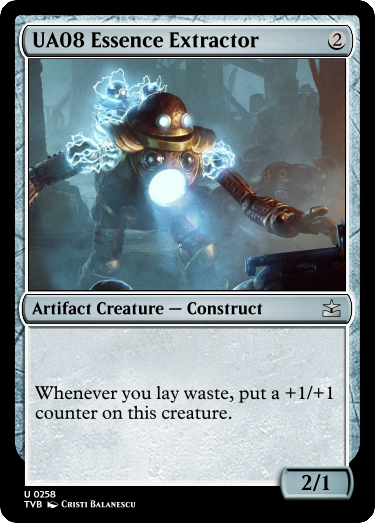 UA08 Essence Extractor 2
Artifact Creature — Construct
Whenever you lay waste, put a +1/+1
counter on this creature.
2/1
U 0258
TVB Cristi Balanescu